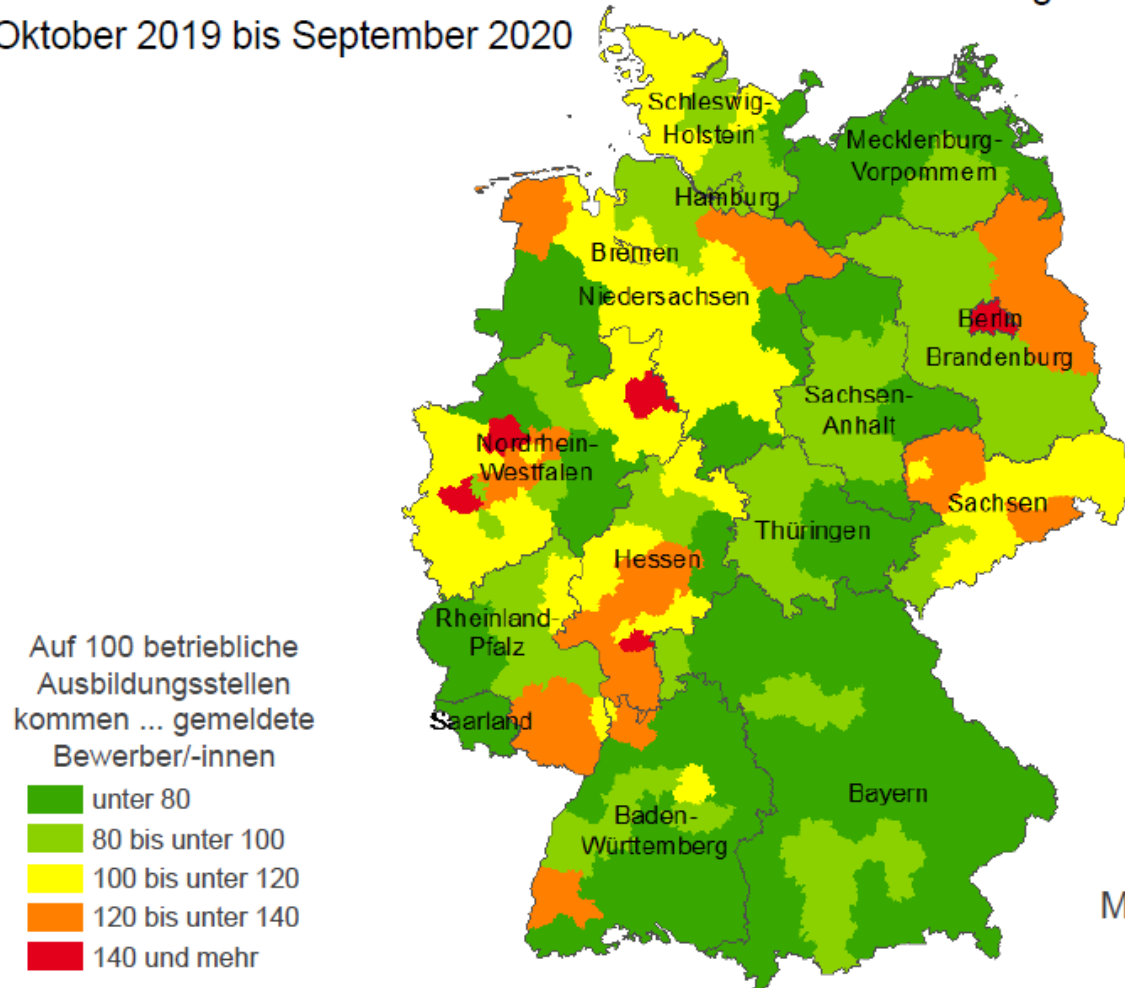 Oktober 2019 bis September 2020
Schleswig-
Holstein
Mecklenburg-
Vorpommern
Hamburg
Bremen
Niedersachsen
Berlin
Brandenburg
Sachsen-
Anhalt
Nordrhein-
Westfalen
Sachsen
Thüringen
Hessen
Rheinland-
Pfalz
Saarland
Bayern
Baden-
Württemberg
Auf 100 betriebliche
Ausbildungsstellen
kommen ... gemeldete
Bewerber/-innen
unter 80
80 bis unter 100
100 bis unter 120
120 bis unter 140
140 und mehr
M